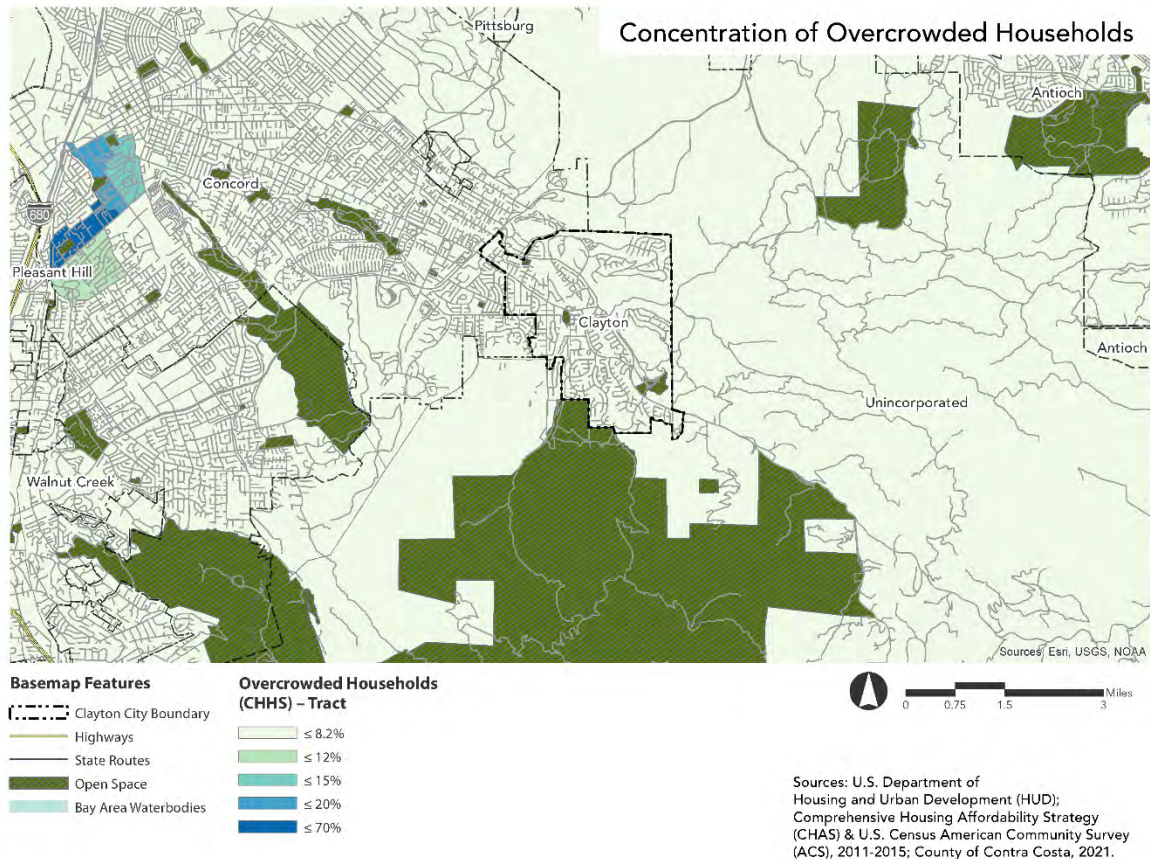 Pittsburg
Concentration of Overcrowded Households
Antioch
Concord
680
Pleasant Hill
Clayton
Antioch
Unincorporated
Walnut Creek
Sources: Esri, USGS, NOAA
Basemap Features
Clayton City Boundary
Highways
State Routes
Open Space
Bay Area Waterbodies
Overcrowded Households
(CHHS) – Tract
≤ 8.2%
≤ 12%
≤ 15%
≤ 20%
≤ 70%
Miles
0 0.75 1.5 3
Sources: U.S. Department of
Housing and Urban Development (HUD);
Comprehensive Housing Affordability Strategy
(CHAS) & U.S. Census American Community Survey
(ACS), 2011-2015; County of Contra Costa, 2021.